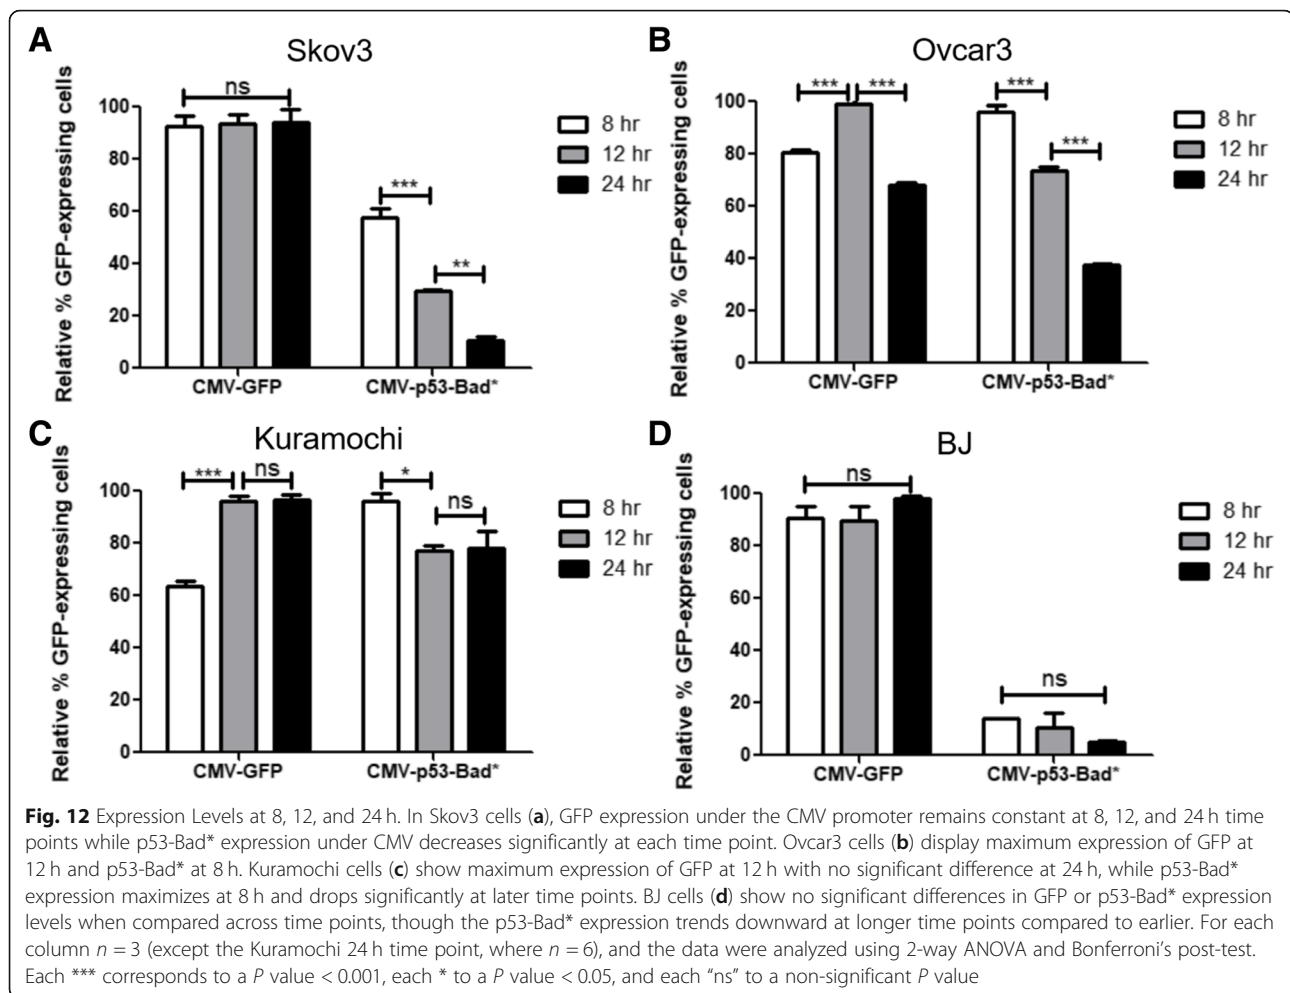 A
Skov3
Relative % GFP-expressing cells
100
80
60
40
20
0
ns
***
**
8 hr
12 hr
24 hr
CMV-GFP
CMV-p53-Bad*
B
Ovcar3
Relative % GFP-expressing cells
100
80
60
40
20
0
***
***
***
***
8 hr
12 hr
24 hr
CMV-GFP
CMV-p53-Bad*
C
Kuramochi
Relative % GFP-expressing cells
100
80
60
40
20
0
***
ns
*
ns
8 hr
12 hr
24 hr
CMV-GFP
CMV-p53-Bad*
D
BJ
Relative % GFP-expressing cells
100
80
60
40
20
0
ns
ns
8 hr
12 hr
24 hr
CMV-GFP
CMV-p53-Bad*
Fig. 12 Expression Levels at 8, 12, and 24 h. In Skov3 cells (a), GFP expression under the CMV promoter remains constant at 8, 12, and 24 h time
points while p53-Bad* expression under CMV decreases significantly at each time point. Ovcar3 cells (b) display maximum expression of GFP at
12 h and p53-Bad* at 8 h. Kuramochi cells (c) show maximum expression of GFP at 12 h with no significant difference at 24 h, while p53-Bad*
expression maximizes at 8 h and drops significantly at later time points. BJ cells (d) show no significant differences in GFP or p53-Bad* expression
levels when compared across time points, though the p53-Bad* expression trends downward at longer time points compared to earlier. For each
column n = 3 (except the Kuramochi 24 h time point, where n = 6), and the data were analyzed using 2-way ANOVA and Bonferroni's post-test.
Each *** corresponds to a P value < 0.001, each * to a P value < 0.05, and each “ns” to a non-significant P value